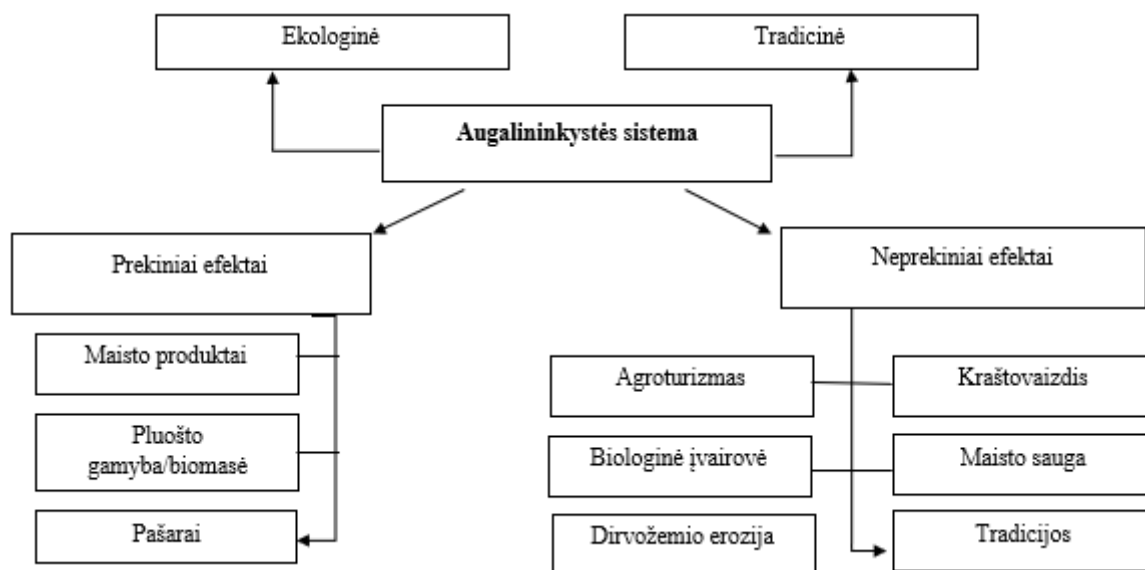 Ekologinė
Tradicinė
Augalininkystės sistema
Prekiniai efektai
Neprekiniai efektai
Maisto produktai
Agroturizmas
Kraštovaizdis
Pluošto
gamyba/biomasė
Biologinė įvairovė
Maisto sauga
Pašarai
Dirvožemio erozija
Tradicijos